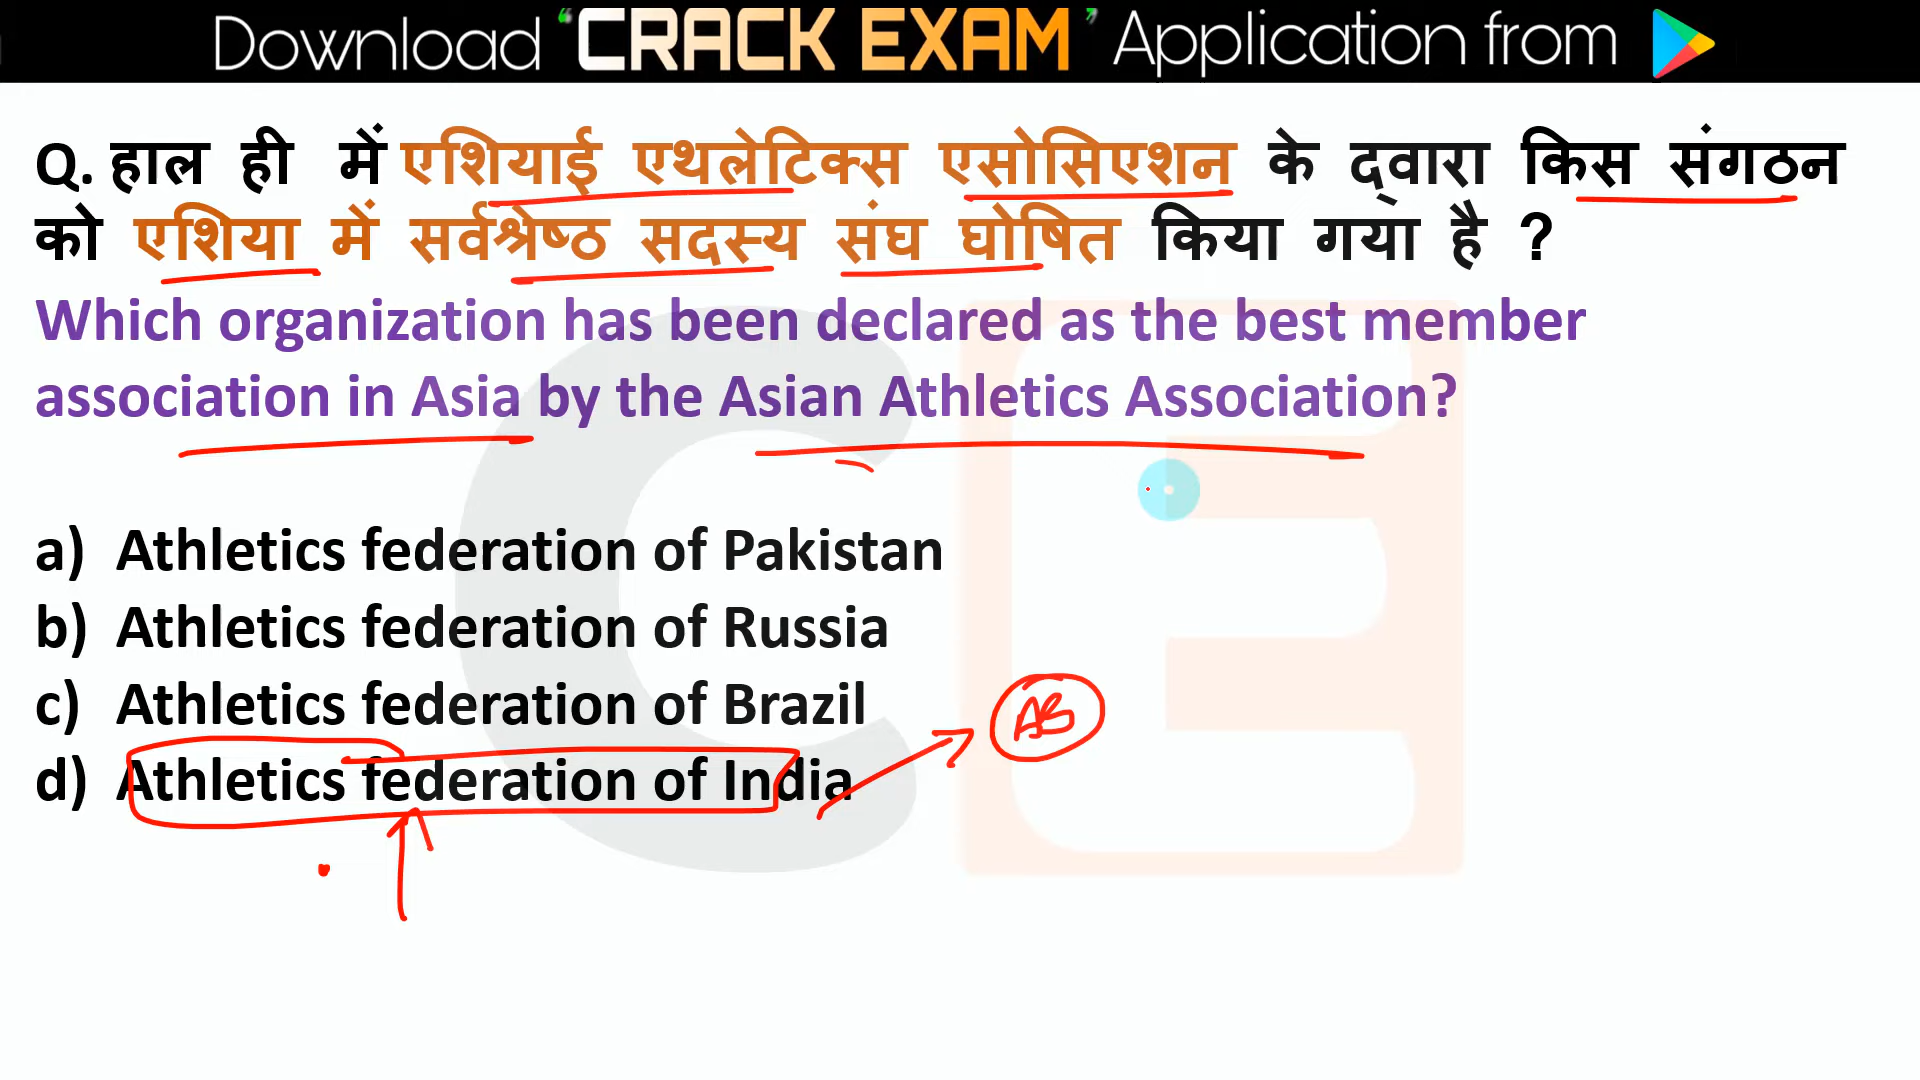 Download "CRACK EXAM" Application from
Q. हाल ही में एशियाई एथलेटिक्स एसोसिएशन के द्वारा किस संगठन
को एशिया में सर्वश्रेष्ठ सदस्य संघ घोषित किया गया है ?
Which organization has been declared as the best member
association in Asia by the Asian Athletics Association?
a) Athletics federation of Pakistan
b) Athletics federation of Russia
c) Athletics federation of Brazil
d) Athletics federation of India
CE